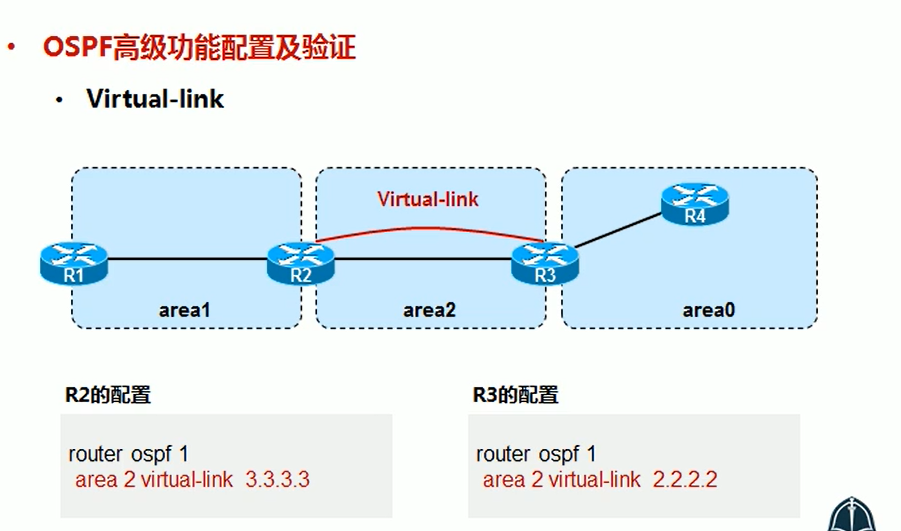 • OSPF高级功能配置及验证
• Virtual-link
Virtual-link
R4
R1
R2
R3
area1
area2
area0
R2的配置
R3的配置
router ospf 1
area 2 virtual-link 3.3.3.3
router ospf 1
area 2 virtual-link 2.2.2.2